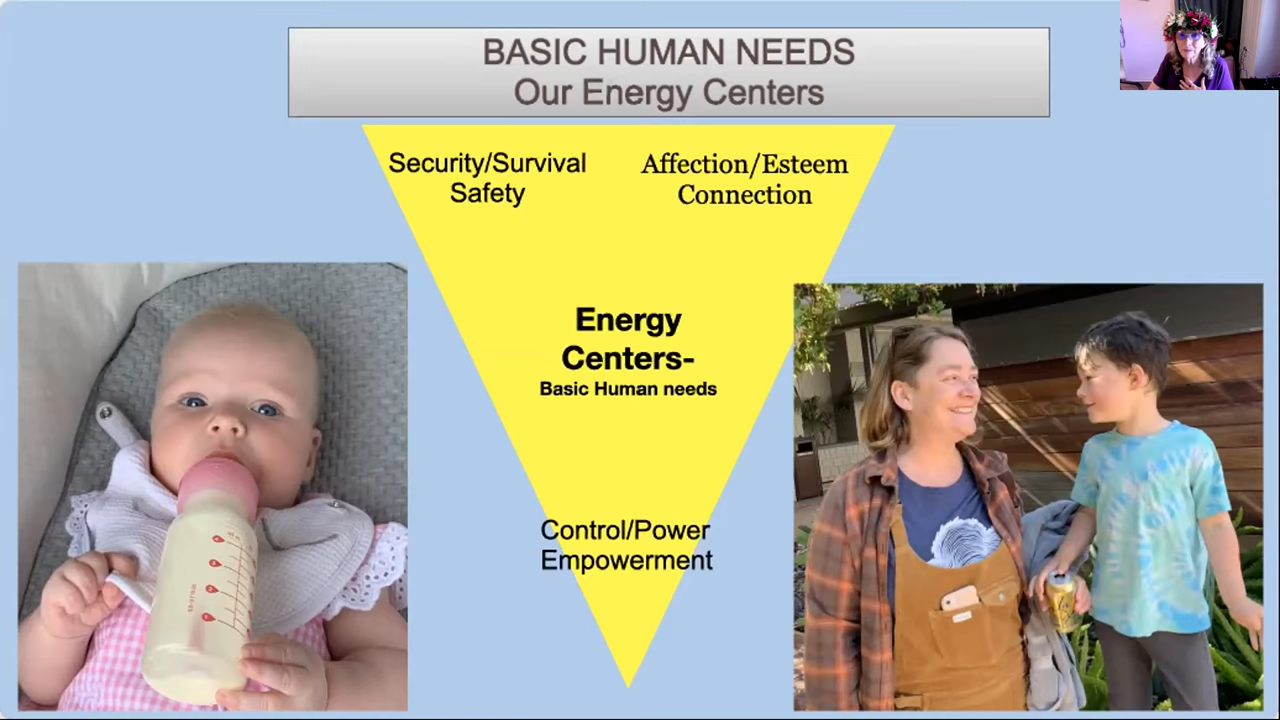 BASIC HUMAN NEEDS
Our Energy Centers
Security/Survival
Safety
Affection/Esteem
Connection
Energy
Centers-
Basic Human needs
Control/Power
Empowerment